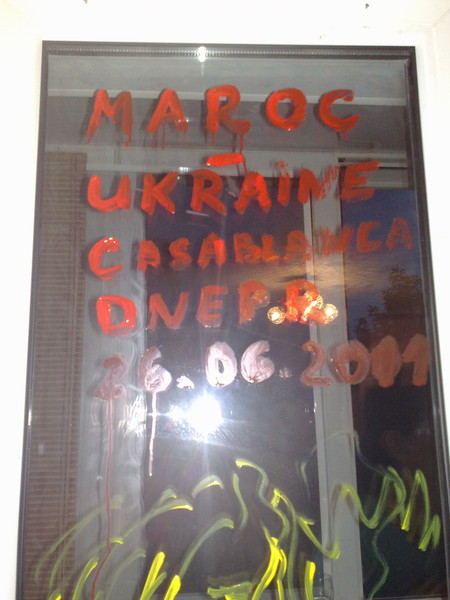 MAROC
-
UKRAINE
CASABLANCA
DNEPR
26.06.2011